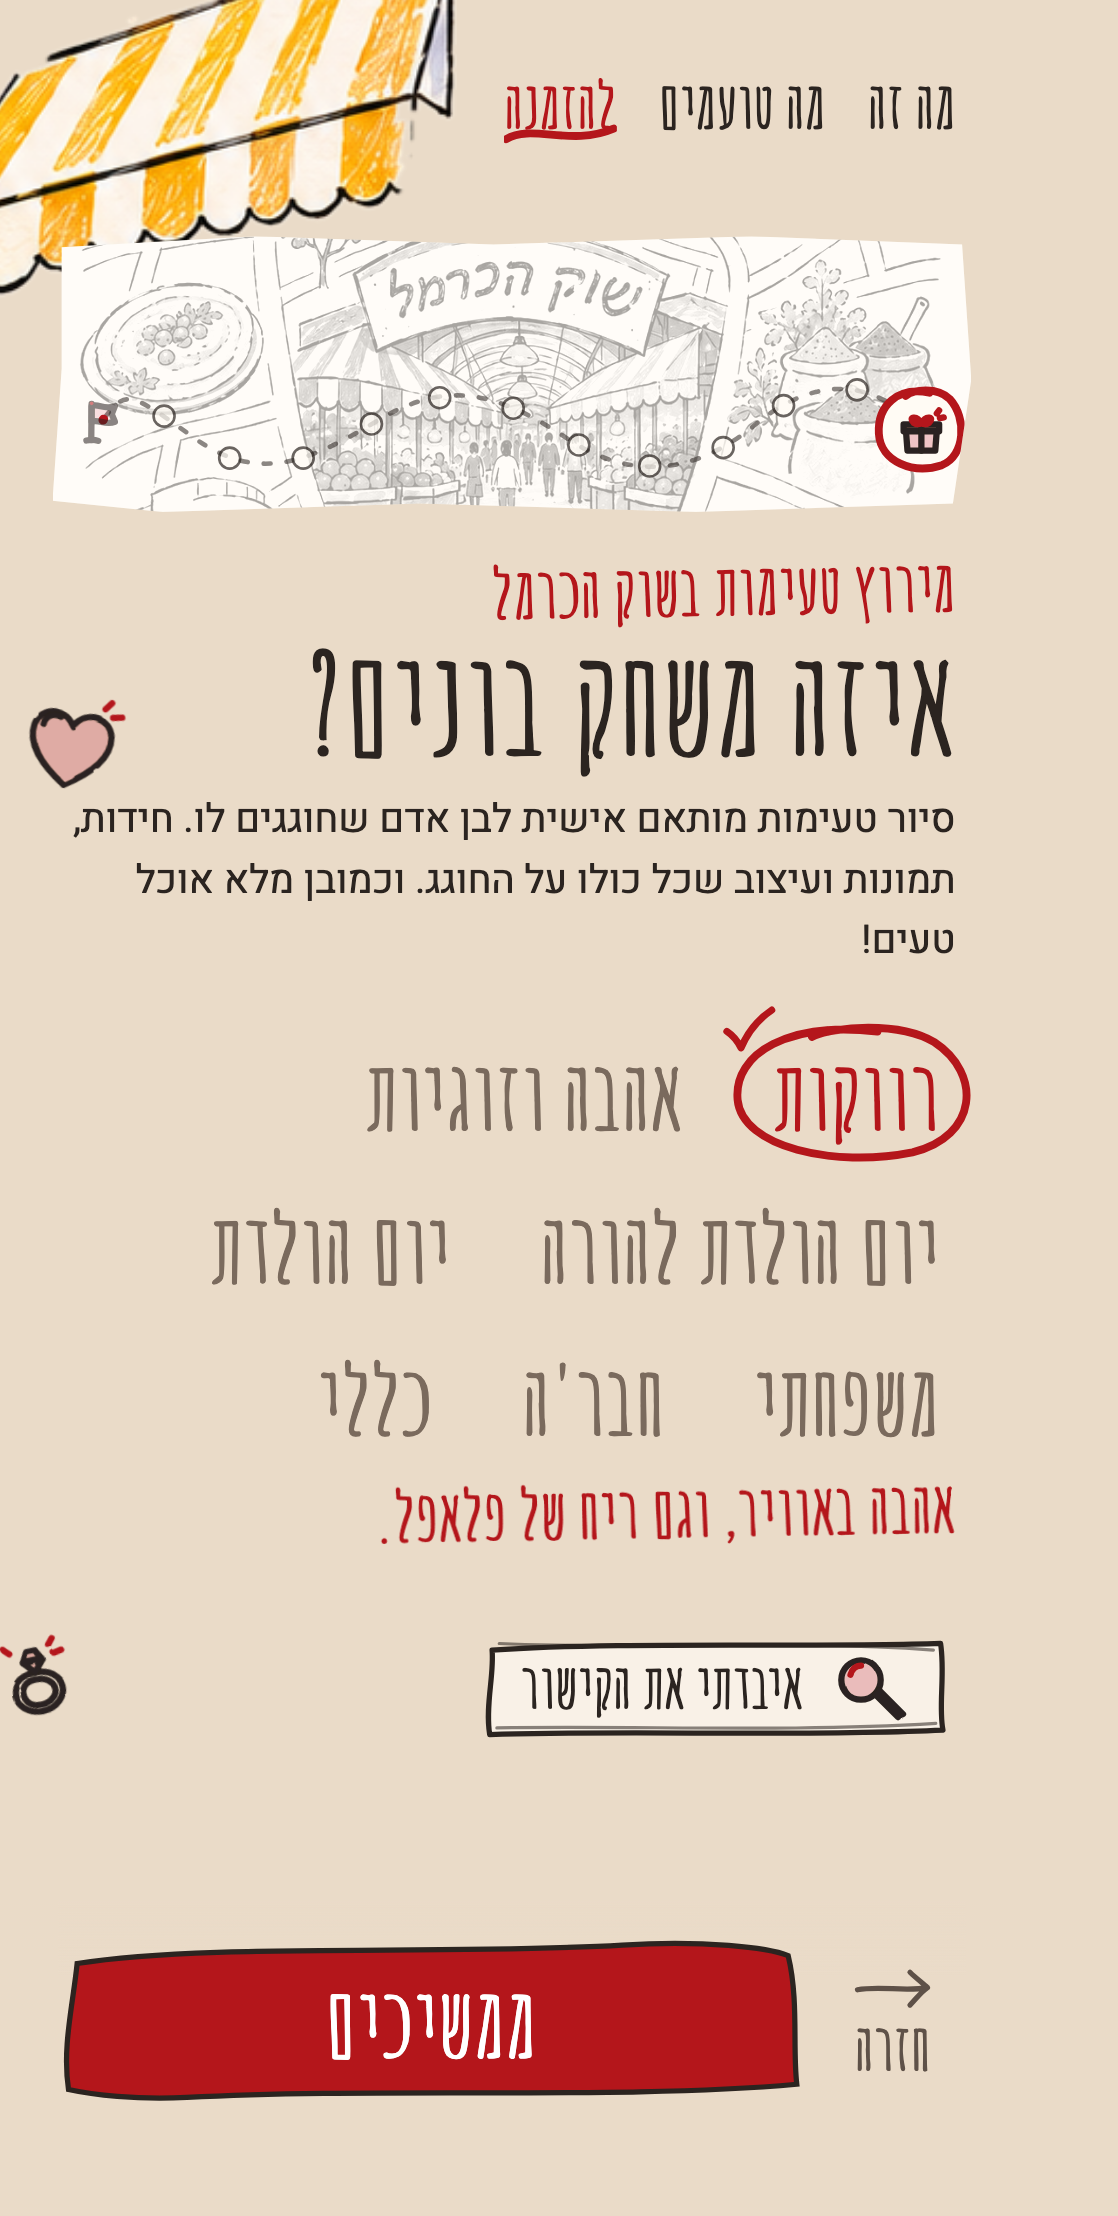 מה זה מה טועמים להזמנה
שוק הכרמל
מירוץ טעימות בשוק הכרמל
איזה משחק בונים?
סיור טעימות מותאם אישית לבן אדם שחוגגים לו. חידות,
תמונות ועיצוב שכל כולו על החוגג. וכמובן מלא אוכל
טעים!
רווקות אהבה וזוגיות
יום הולדת להורה יום הולדת
משפחתי חבר'ה כללי
אהבה באוויר, וגם ריח של פלאפל.
איבדתי את הקישור
ממשיכים
חזרה